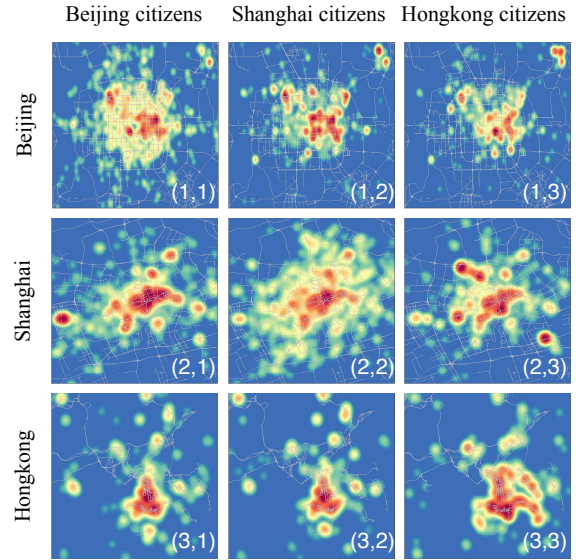 Beijing citizens Shanghai citizens Hongkong citizens
Beijing
(1,1) (1,2) (1,3)
Shanghai
(2,1) (2,2) (2,3)
Hongkong
(3,1) (3,2) (3,3)